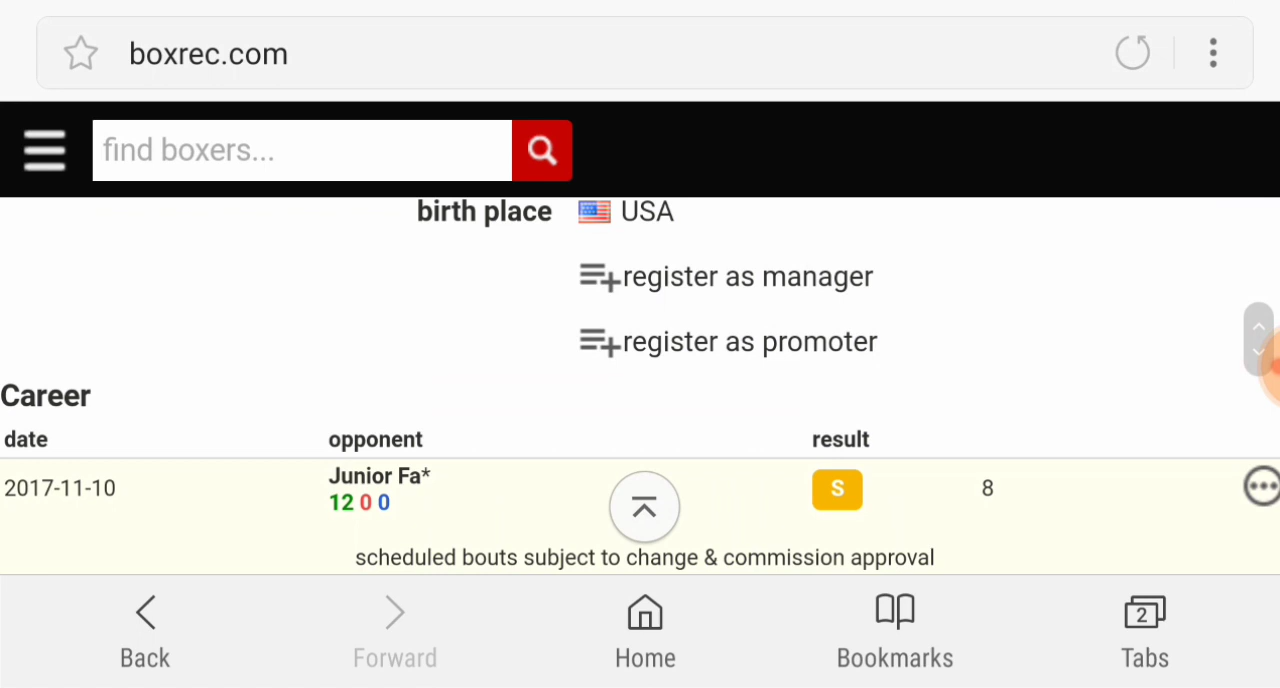 boxrec.com
find boxers...
birth place USA
register as manager
register as promoter
Career
date opponent result
Junior Fa*
2017-11-10 S 8
12 0 0
scheduled bouts subject to change & commission approval
2
Back Forward Home Bookmarks Tabs